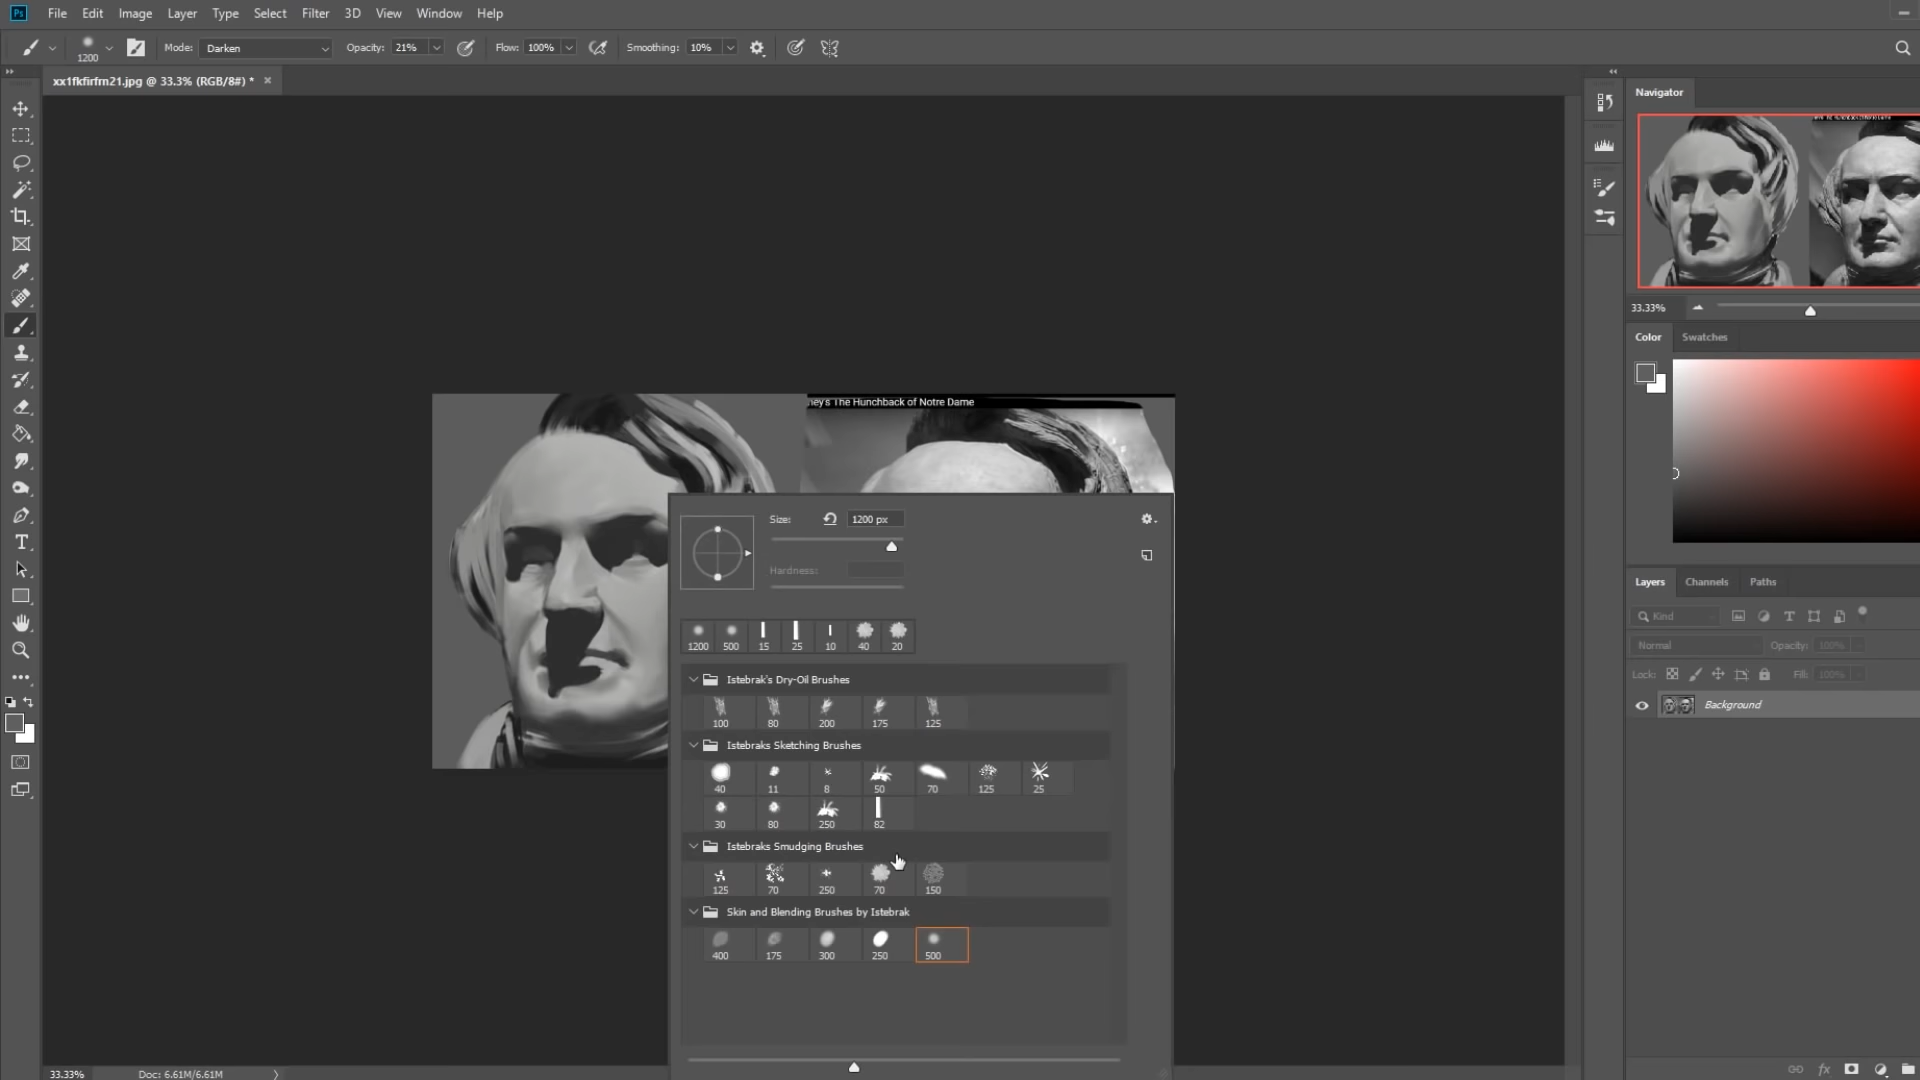 Ps File Edit Image Layer Type Select Filter 3D View Window Help
1200 Mode: Darken Opacity: 21% Flow: 100% Smoothing: 10%
xx1fkfirfrn21.jpg @ 33.3% (RGB/8#) *
Navigator
33.33%
Color Swatches
ney's The Hunchback of Notre Dame
Size: 1200 px
Hardness:
1200 500 15 25 10 40 20
Istebrak's Dry-Oil Brushes
100 80 200 175 125
Istebraks Sketching Brushes
40 11 8 50 70 125 25
30 80 250 82
Istebraks Smudging Brushes
125 70 250 70 150
Skin and Blending Brushes by Istebrak
400 175 300 250 500
Layers Channels Paths
Kind
Normal Opacity: 100%
Lock: Fill: 100%
Background
33.33% Doc: 6.61M/6.61M